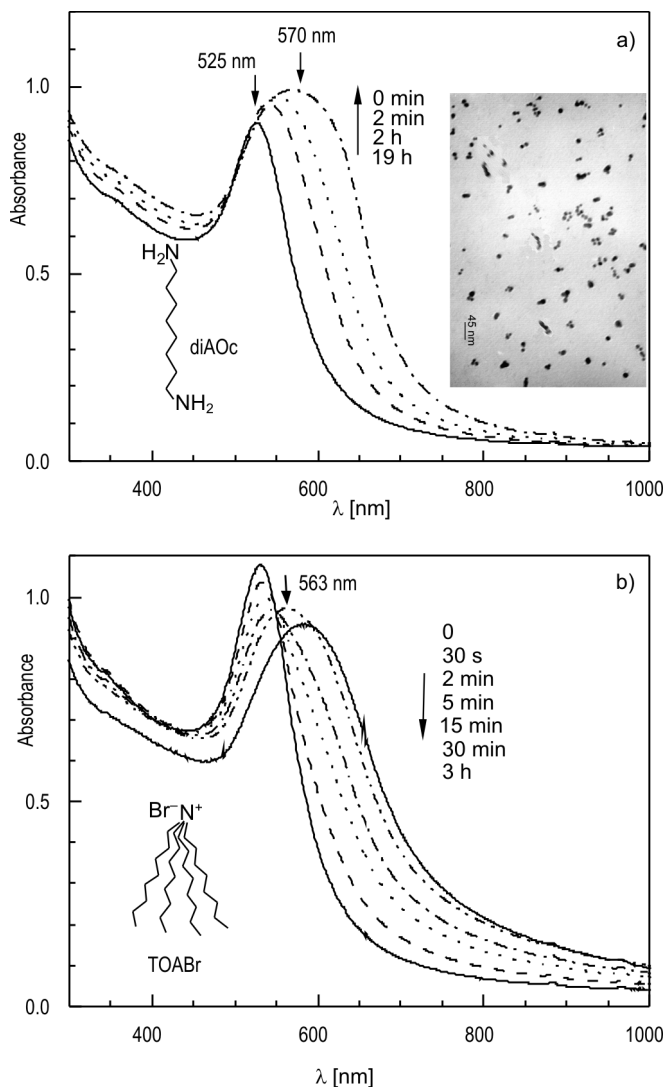 a)
570 nm
525 nm
0 min
2 min
2 h
19 h
1.0
0.5
0.0
Absorbance
H₂N
diAOc
NH₂
45 nm
400
600
800
1000
λ [nm]
b)
563 nm
0
30 s
2 min
5 min
15 min
30 min
3 h
1.0
0.5
0.0
Absorbance
Br⁻N⁺
TOABr
400
600
800
1000
λ [nm]